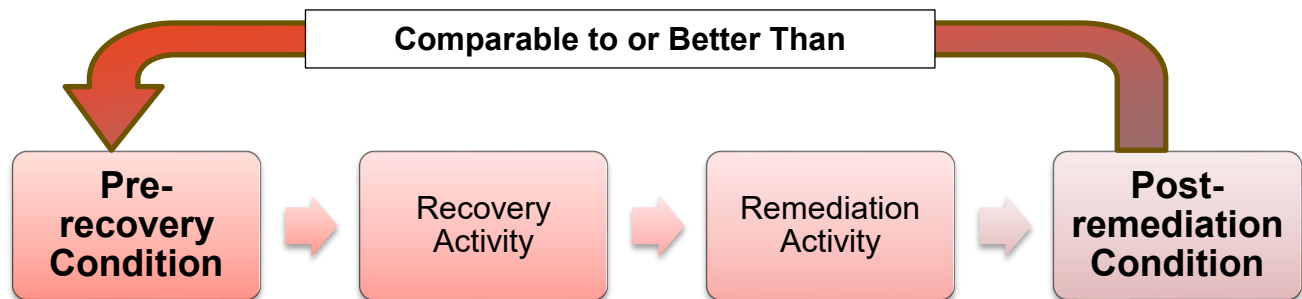 Comparable to or Better Than
Pre-
recovery
Condition
Recovery
Activity
Remediation
Activity
Post-
remediation
Condition